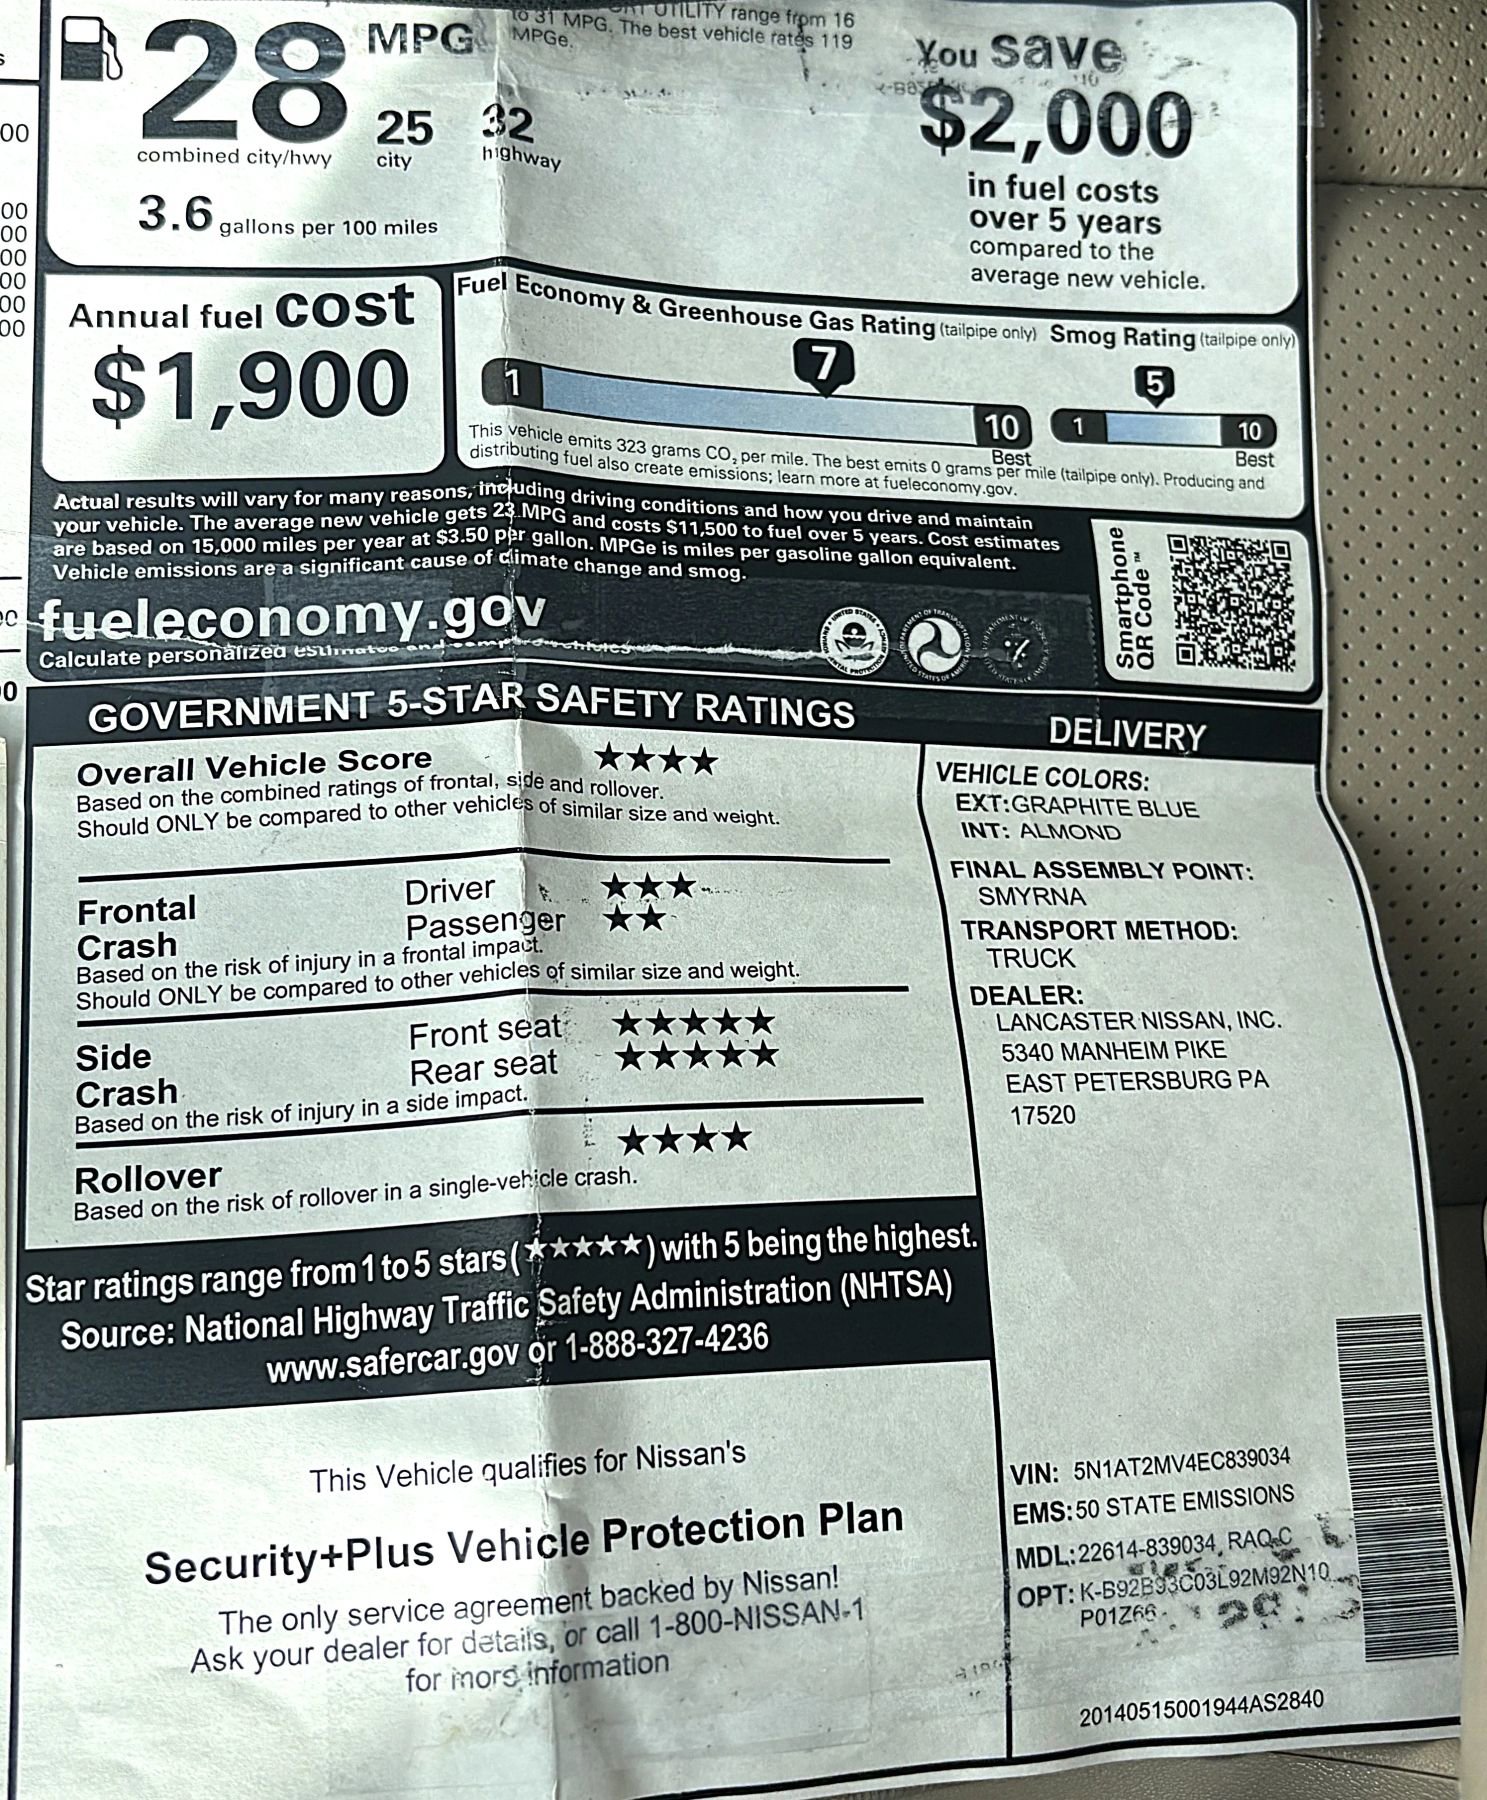 UTILITY range from 16
to 31 MPG. The best vehicle rates 119
MPGe.
28 MPG
combined city/hwy
25
city
32
highway
3.6 gallons per 100 miles
You save
$2,000
in fuel costs
over 5 years
compared to the
average new vehicle.
Annual fuel cost
$1,900
Fuel Economy & Greenhouse Gas Rating (tailpipe only)
7
1
10
Best
Smog Rating (tailpipe only)
5
1
10
Best
This vehicle emits 323 grams CO2 per mile. The best emits 0 grams per mile (tailpipe only). Producing and
distributing fuel also create emissions; learn more at fueleconomy.gov.
Actual results will vary for many reasons, including driving conditions and how you drive and maintain
your vehicle. The average new vehicle gets 23 MPG and costs $11,500 to fuel over 5 years. Cost estimates
are based on 15,000 miles per year at $3.50 per gallon. MPGe is miles per gasoline gallon equivalent.
Vehicle emissions are a significant cause of climate change and smog.
fueleconomy.gov
Calculate personalized estimates and compare vehicles
Smartphone
QR Code™
GOVERNMENT 5-STAR SAFETY RATINGS
Overall Vehicle Score ★★★★
Based on the combined ratings of frontal, side and rollover.
Should ONLY be compared to other vehicles of similar size and weight.
Frontal
Crash
Driver ★★★
Passenger ★★
Based on the risk of injury in a frontal impact.
Should ONLY be compared to other vehicles of similar size and weight.
Side
Crash
Front seat ★★★★★
Rear seat ★★★★★
Based on the risk of injury in a side impact.
Rollover ★★★★
Based on the risk of rollover in a single-vehicle crash.
Star ratings range from 1 to 5 stars (★★★★★) with 5 being the highest.
Source: National Highway Traffic Safety Administration (NHTSA)
www.safercar.gov or 1-888-327-4236
This Vehicle qualifies for Nissan's
Security+Plus Vehicle Protection Plan
The only service agreement backed by Nissan!
Ask your dealer for details, or call 1-800-NISSAN-1
for more information
DELIVERY
VEHICLE COLORS:
EXT:GRAPHITE BLUE
INT: ALMOND
FINAL ASSEMBLY POINT:
SMYRNA
TRANSPORT METHOD:
TRUCK
DEALER:
LANCASTER NISSAN, INC.
5340 MANHEIM PIKE
EAST PETERSBURG PA
17520
VIN: 5N1AT2MV4EC839034
EMS:50 STATE EMISSIONS
MDL:22614-839034 RAQ-C
OPT: K-B92B93C03L92M92N10
P01Z66
20140515001944AS2840